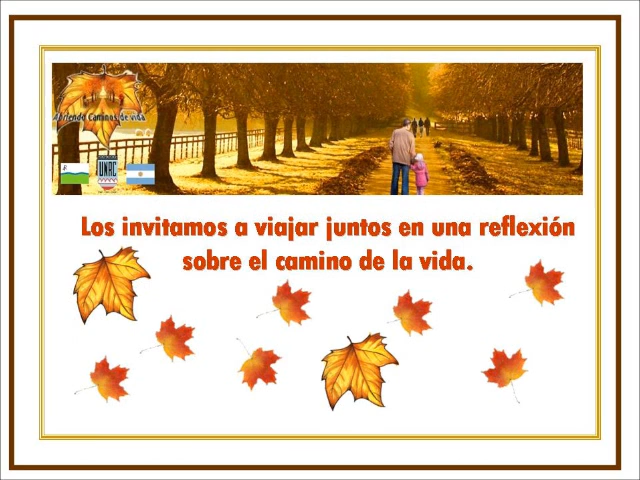 Abriendo Caminos de vida
UNRC
Los invitamos a viajar juntos en una reflexión
sobre el camino de la vida.